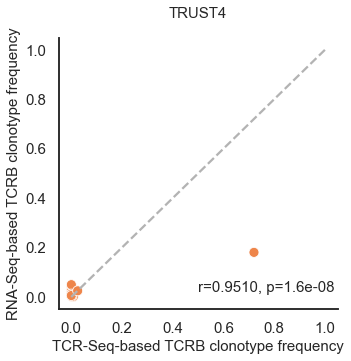 TRUST4
RNA-Seq-based TCRB clonotype frequency
1.0
0.8
0.6
0.4
0.2
0.0
r=0.9510, p=1.6e-08
0.0 0.2 0.4 0.6 0.8 1.0
TCR-Seq-based TCRB clonotype frequency